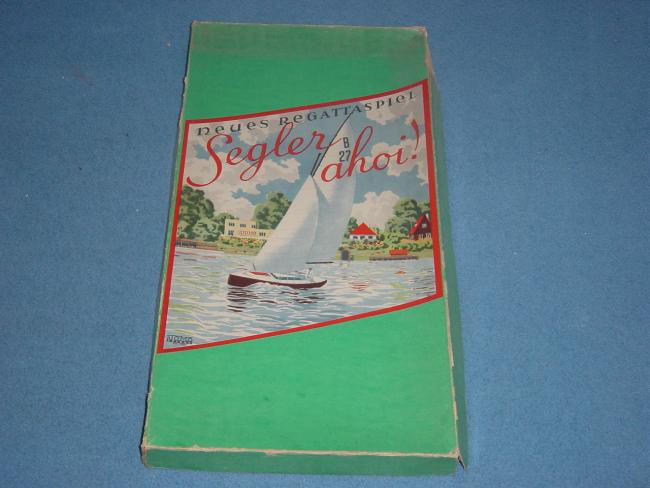 neues Regattaspiel
Segler
ahoi!
B
27